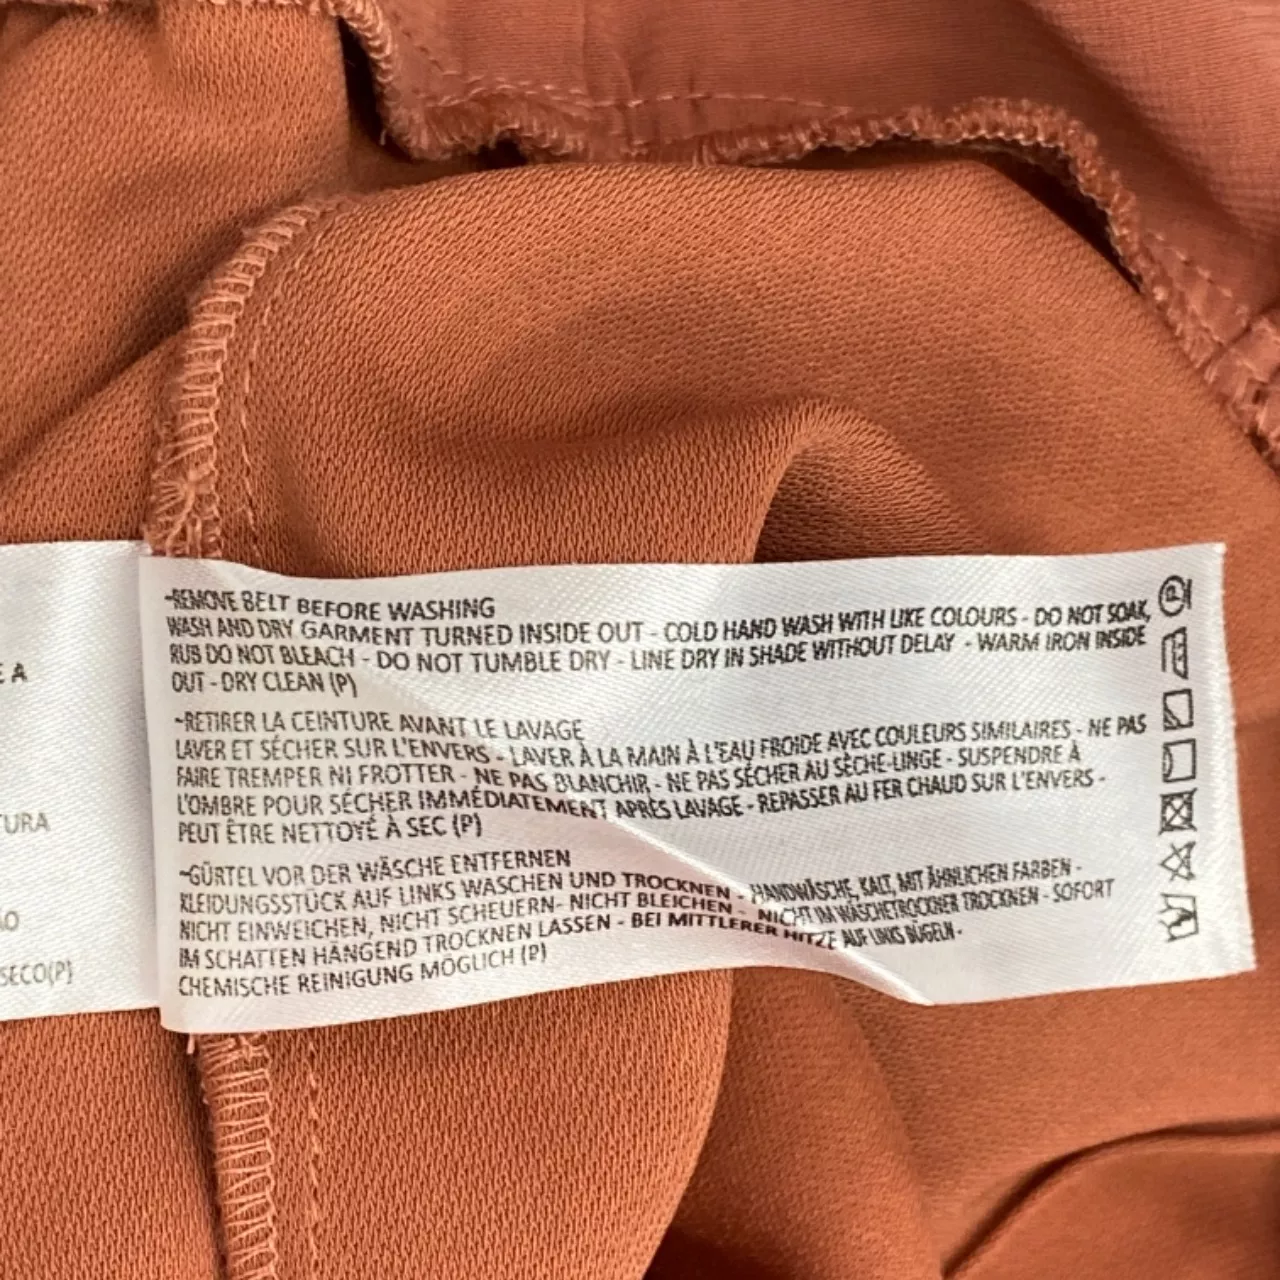 E A
TURA
ÃO
SECO(P)
~REMOVE BELT BEFORE WASHING
WASH AND DRY GARMENT TURNED INSIDE OUT - COLD HAND WASH WITH LIKE COLOURS - DO NOT SOAK,
RUB DO NOT BLEACH - DO NOT TUMBLE DRY - LINE DRY IN SHADE WITHOUT DELAY - WARM IRON INSIDE
OUT - DRY CLEAN (P)
~RETIRER LA CEINTURE AVANT LE LAVAGE
LAVER ET SÉCHER SUR L'ENVERS - LAVER À LA MAIN À L'EAU FROIDE AVEC COULEURS SIMILAIRES - NE PAS
FAIRE TREMPER NI FROTTER - NE PAS BLANCHIR - NE PAS SÉCHER AU SÈCHE-LINGE - SUSPENDRE À
L'OMBRE POUR SÉCHER IMMÉDIATEMENT APRÈS LAVAGE - REPASSER AU FER CHAUD SUR L'ENVERS -
PEUT ÊTRE NETTOYÉ À SEC (P)
~GÜRTEL VOR DER WÄSCHE ENTFERNEN
KLEIDUNGSSTÜCK AUF LINKS WASCHEN UND TROCKNEN - HANDWÄSCHE, KALT, MIT ÄHNLICHEN FARBEN -
NICHT EINWEICHEN, NICHT SCHEUERN- NICHT BLEICHEN - NICHT IM WÄSCHETROCKNER TROCKNEN - SOFORT
IM SCHATTEN HÄNGEND TROCKNEN LASSEN - BEI MITTLERER HITZE AUF LINKS BÜGELN -
CHEMISCHE REINIGUNG MÖGLICH (P)
P